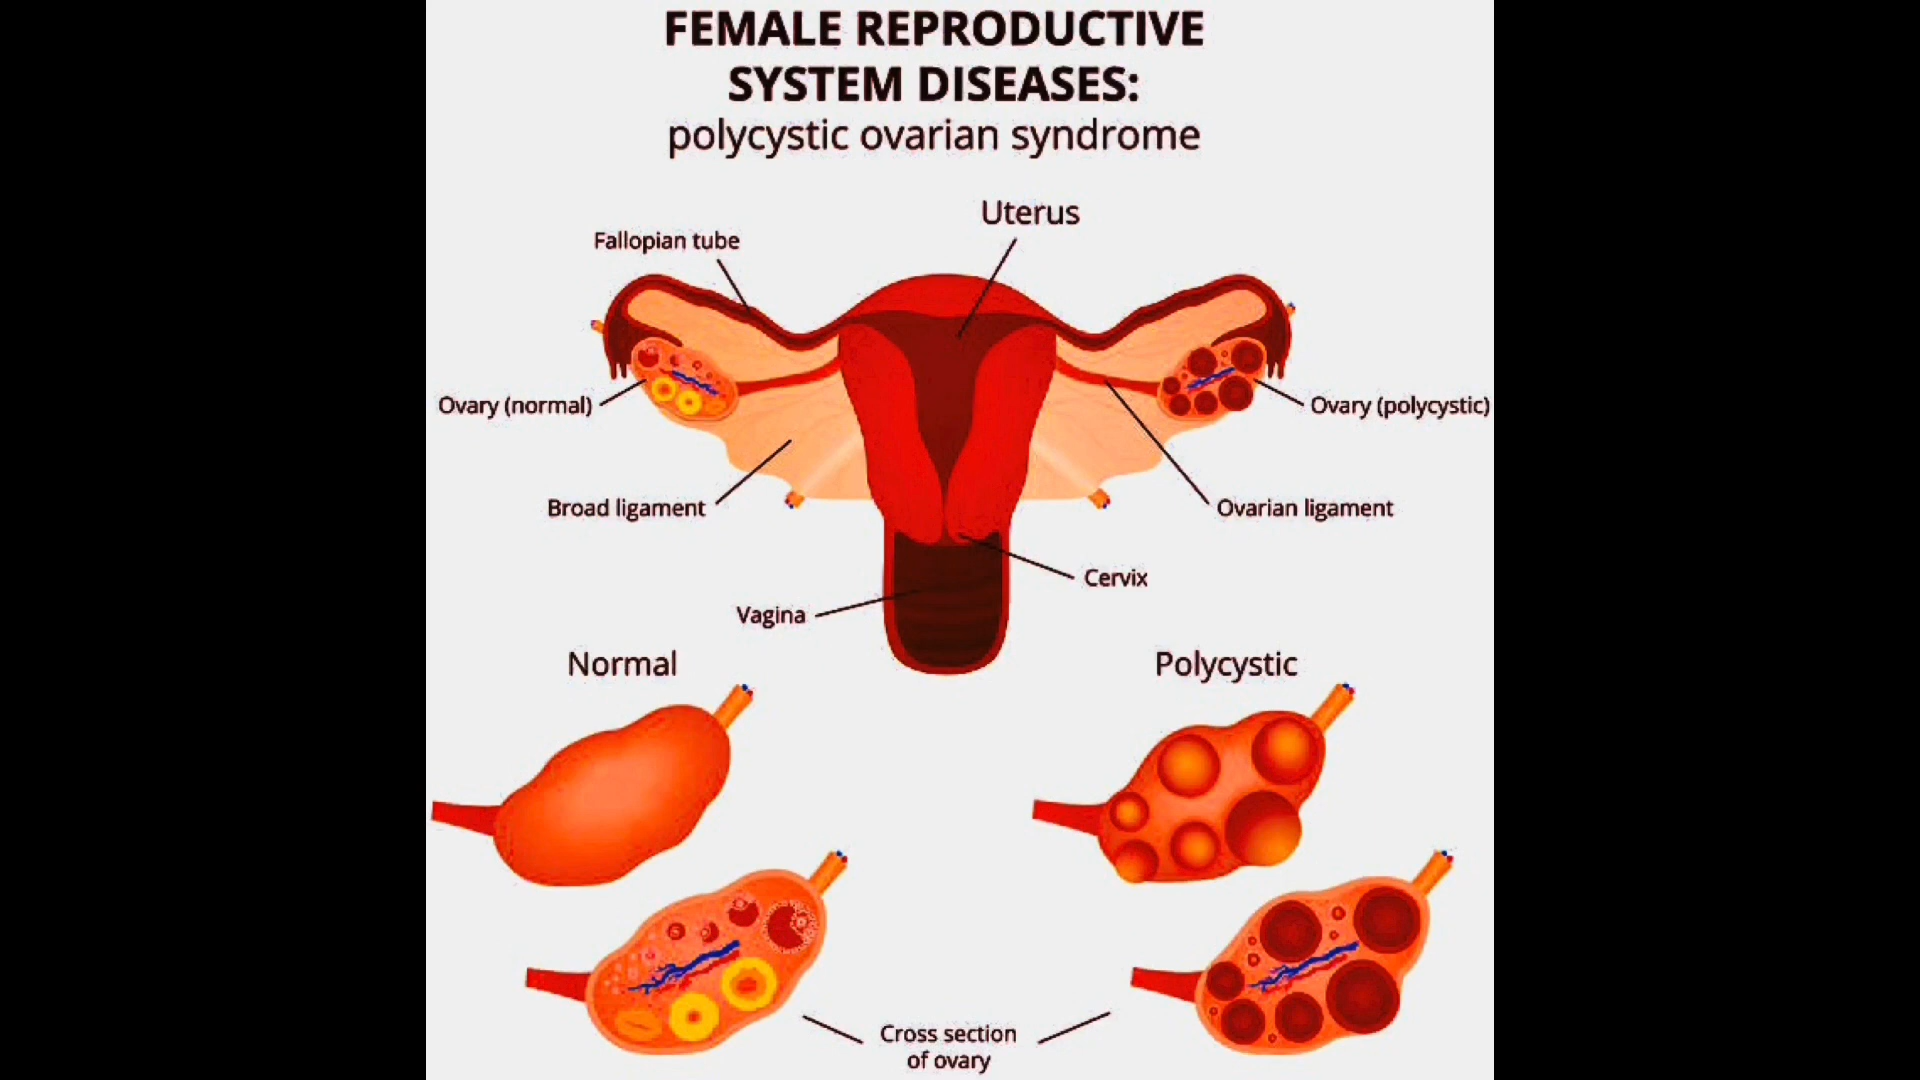 FEMALE REPRODUCTIVE
SYSTEM DISEASES:
polycystic ovarian syndrome
Uterus
Fallopian tube
Ovary (normal)
Ovary (polycystic)
Broad ligament
Ovarian ligament
Cervix
Vagina
Normal
Polycystic
Cross section
of ovary